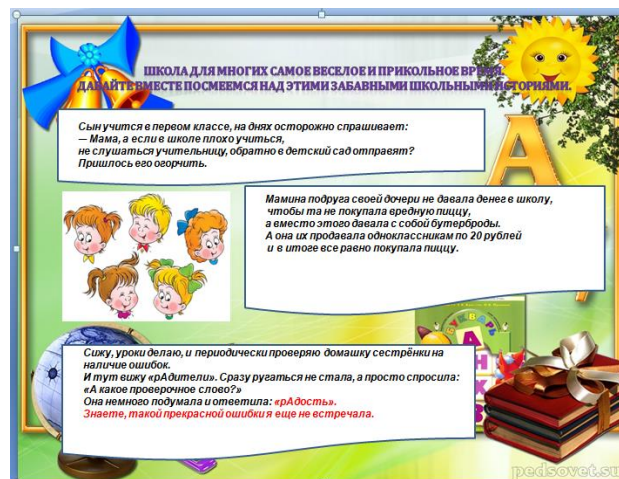 ШКОЛА ДЛЯ МНОГИХ САМОЕ ВЕСЕЛОЕ И ПРИКОЛЬНОЕ ВРЕМЯ.
ДАВАЙТЕ ВМЕСТЕ ПОСМЕЕМСЯ НАД ЭТИМИ ЗАБАВНЫМИ ШКОЛЬНЫМИ ИСТОРИЯМИ.
Сын учится в первом классе, на днях осторожно спрашивает:
— Мама, а если в школе плохо учиться,
не слушаться учительницу, обратно в детский сад отправят?
Пришлось его огорчить.
Мамина подруга своей дочери не давала денег в школу,
чтобы та не покупала вредную пиццу,
а вместо этого давала с собой бутерброды.
А она их продавала одноклассникам по 20 рублей
и в итоге все равно покупала пиццу.
БУКВАРЬ
А
Сижу, уроки делаю, и периодически проверяю домашку сестрёнки на
наличие ошибок.
И тут вижу «рАдители». Сразу ругаться не стала, а просто спросила:
«А какое проверочное слово?»
Она немного подумала и ответила: «рАдость».
Знаете, такой прекрасной ошибки я еще не встречала.
pedsovet.su